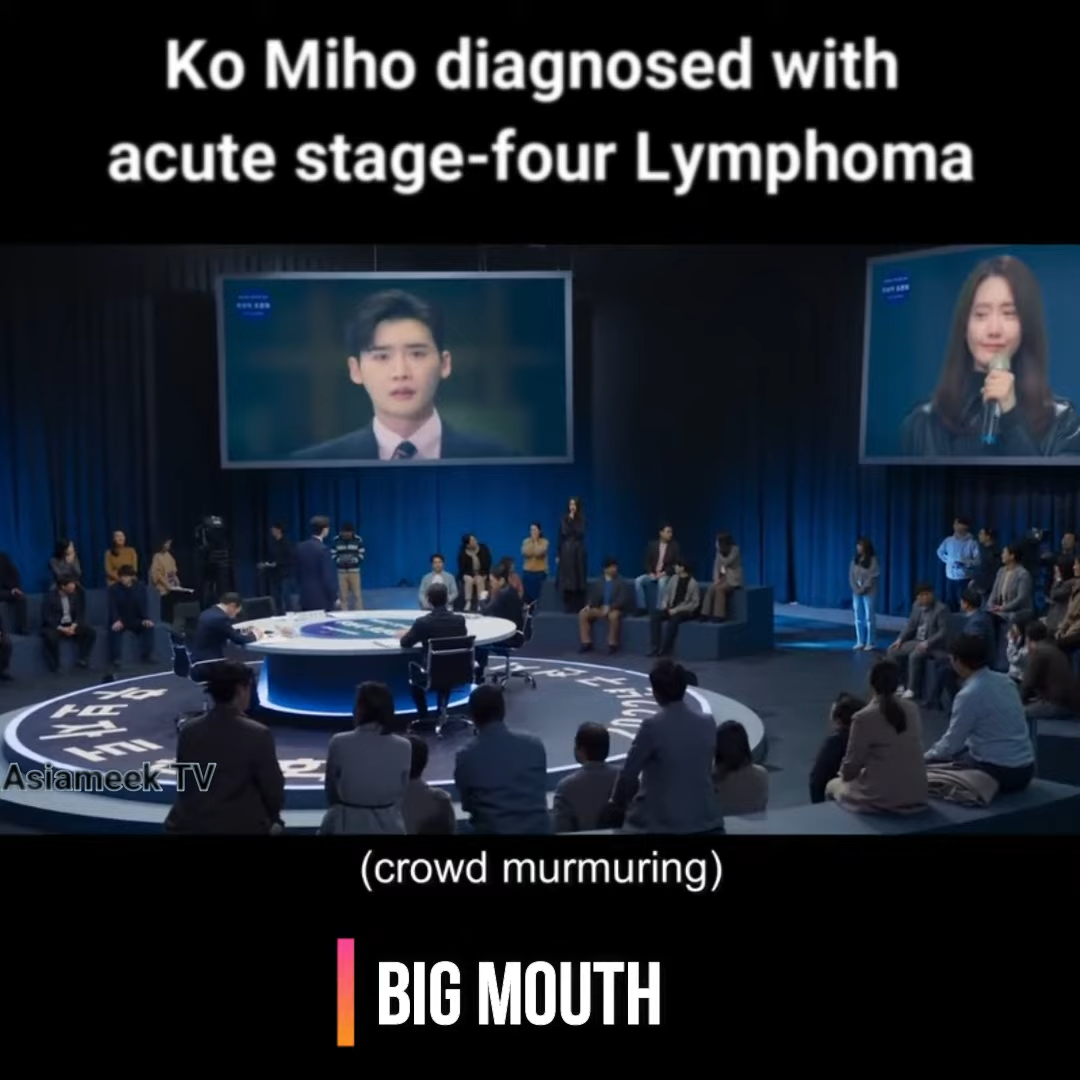 Ko Miho diagnosed with
acute stage-four Lymphoma
Asiameek TV
(crowd murmuring)
BIG MOUTH